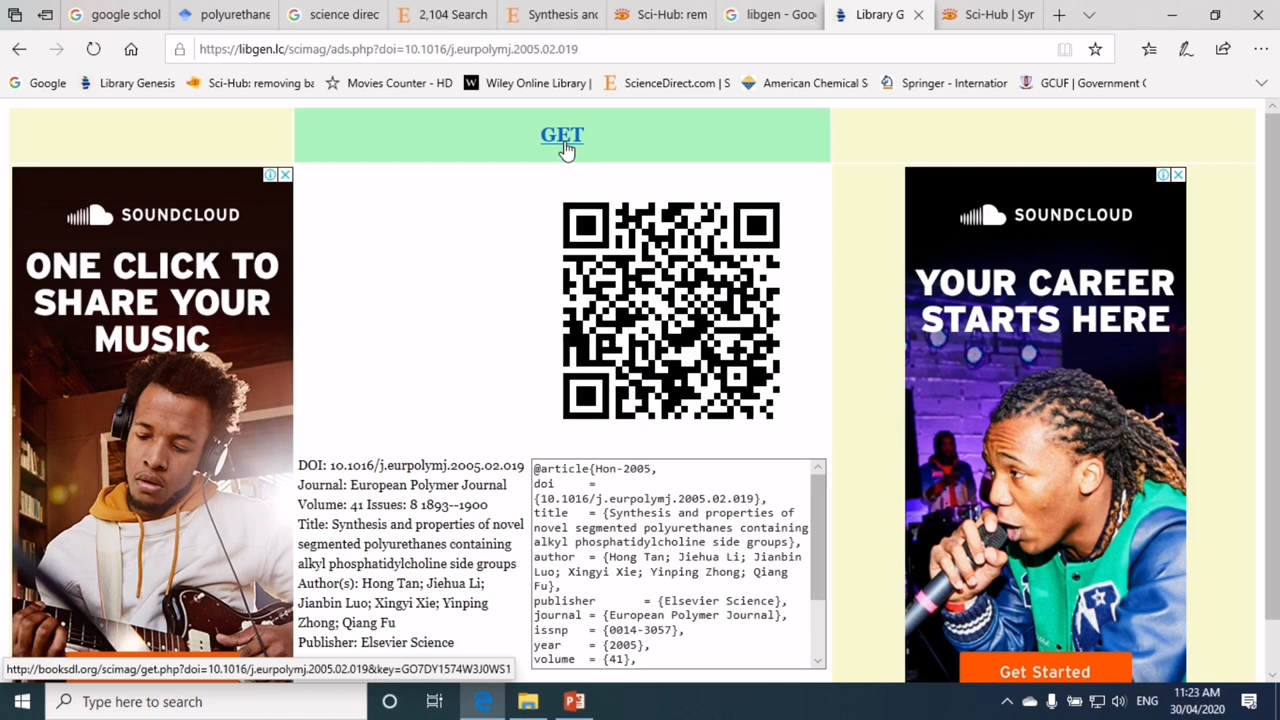 google schol
polyurethane
science direc
2,104 Search
Synthesis and
Sci-Hub: rem
libgen - Goo
Library G
Sci-Hub | Syr
https://libgen.lc/scimag/ads.php?doi=10.1016/j.eurpolymj.2005.02.019
Google
Library Genesis
Sci-Hub: removing ba
Movies Counter - HD
Wiley Online Library |
ScienceDirect.com | S
American Chemical S
Springer - Internation
GCUF | Government C
GET
SOUNDCLOUD
ONE CLICK TO
SHARE YOUR
MUSIC
SOUNDCLOUD
YOUR CAREER
STARTS HERE
Get Started
DOI: 10.1016/j.eurpolymj.2005.02.019
Journal: European Polymer Journal
Volume: 41 Issues: 8 1893--1900
Title: Synthesis and properties of novel
segmented polyurethanes containing
alkyl phosphatidylcholine side groups
Author(s): Hong Tan; Jiehua Li;
Jianbin Luo; Xingyi Xie; Yinping
Zhong; Qiang Fu
Publisher: Elsevier Science
@article{Hon-2005,
doi =
{10.1016/j.eurpolymj.2005.02.019},
title = {Synthesis and properties of
novel segmented polyurethanes containing
alkyl phosphatidylcholine side groups},
author = {Hong Tan; Jiehua Li; Jianbin
Luo; Xingyi Xie; Yinping Zhong; Qiang
Fu},
publisher = {Elsevier Science},
journal = {European Polymer Journal},
issnp = {0014-3057},
year = {2005},
volume = {41},
http://booksdl.org/scimag/get.php?doi=10.1016/j.eurpolymj.2005.02.019&key=GO7DY1574W3J0WS1
Type here to search
ENG
11:23 AM
30/04/2020